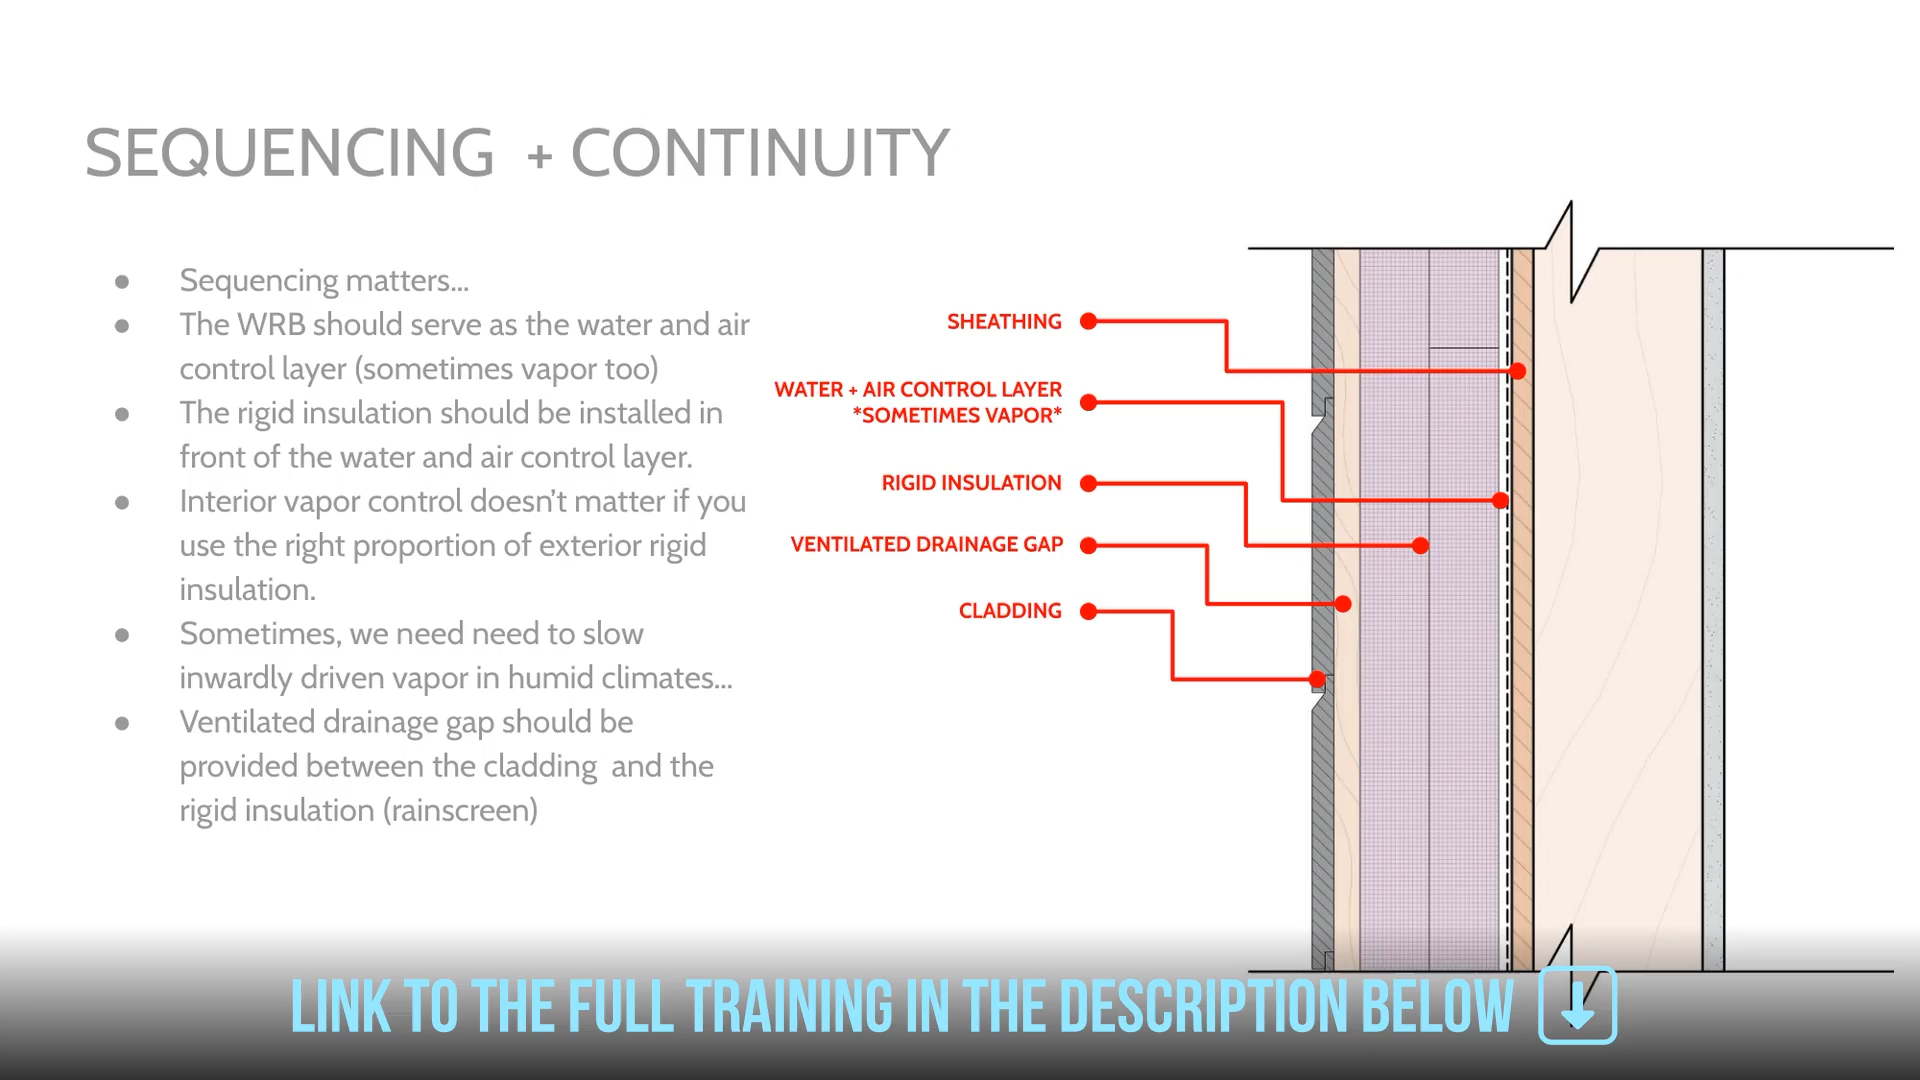 SEQUENCING + CONTINUITY
● Sequencing matters...
● The WRB should serve as the water and air
control layer (sometimes vapor too)
● The rigid insulation should be installed in
front of the water and air control layer.
● Interior vapor control doesn't matter if you
use the right proportion of exterior rigid
insulation.
● Sometimes, we need need to slow
inwardly driven vapor in humid climates...
● Ventilated drainage gap should be
provided between the cladding and the
rigid insulation (rainscreen)
SHEATHING
WATER + AIR CONTROL LAYER
*SOMETIMES VAPOR*
RIGID INSULATION
VENTILATED DRAINAGE GAP
CLADDING
LINK TO THE FULL TRAINING IN THE DESCRIPTION BELOW